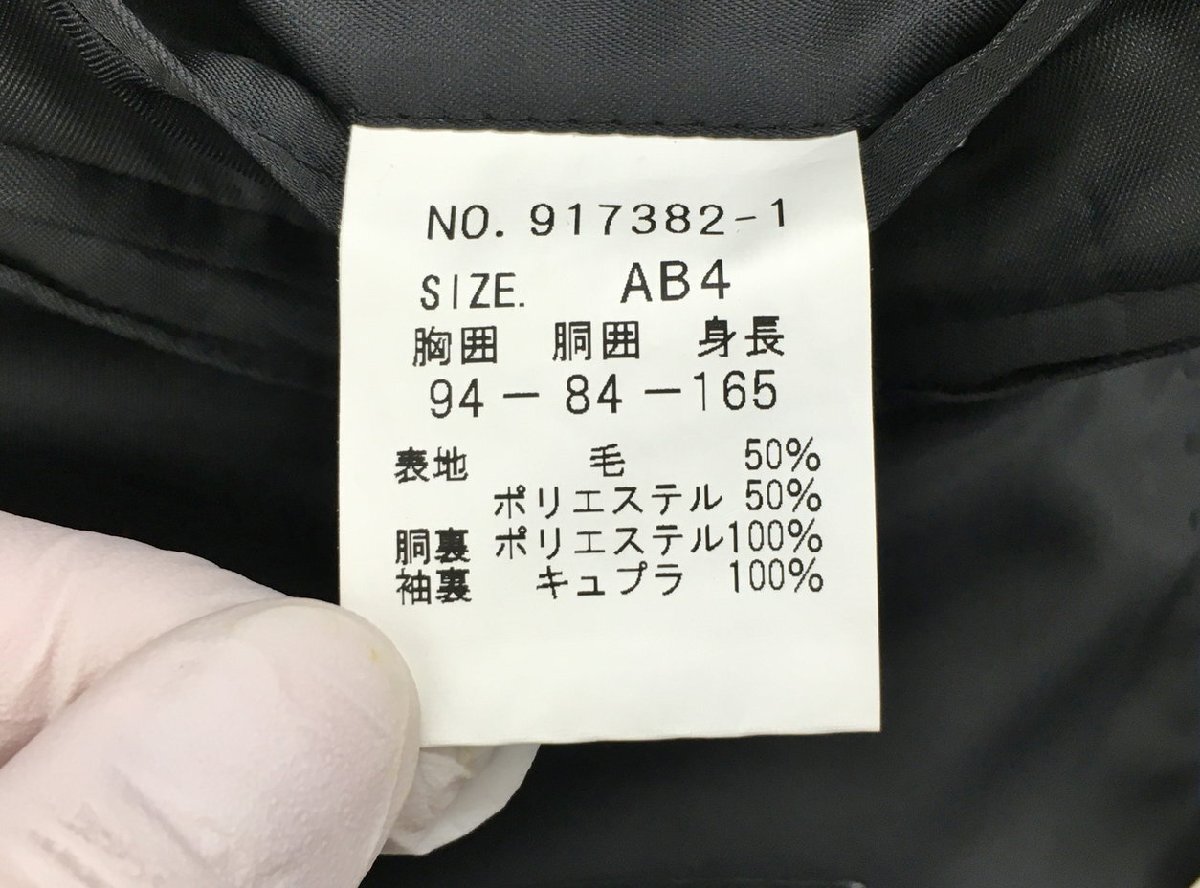 NO. 917382-1
SIZE. AB4
胸囲 胴囲 身長
94-84-165
表地 毛 50%
ポリエステル 50%
胴裏 ポリエステル100%
袖裏 キュプラ 100%